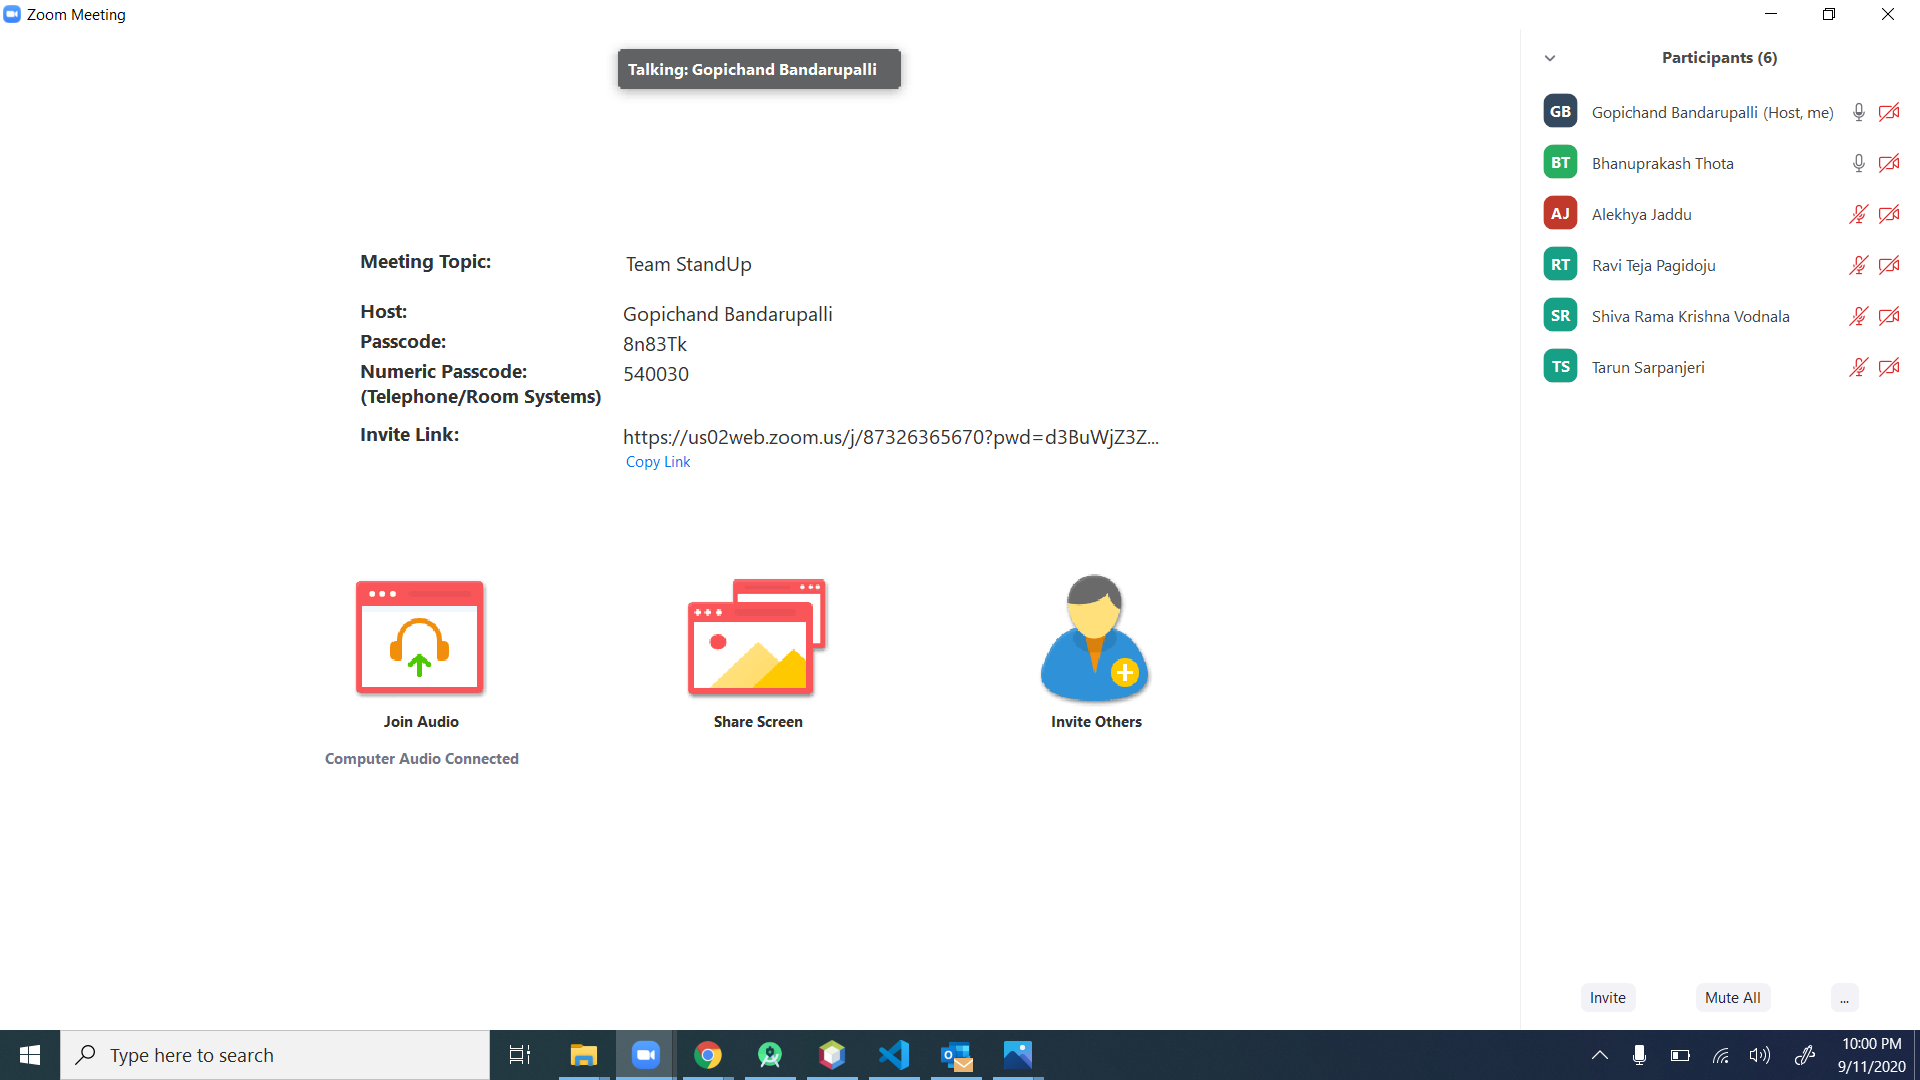 Zoom Meeting
Talking: Gopichand Bandarupalli
Participants (6)
GB Gopichand Bandarupalli (Host, me)
BT Bhanuprakash Thota
AJ Alekhya Jaddu
RT Ravi Teja Pagidoju
SR Shiva Rama Krishna Vodnala
TS Tarun Sarpanjeri
Meeting Topic: Team StandUp
Host: Gopichand Bandarupalli
Passcode: 8n83Tk
Numeric Passcode: 540030
(Telephone/Room Systems)
Invite Link: https://us02web.zoom.us/j/87326365670?pwd=d3BuWjZ3Z...
Copy Link
Join Audio
Share Screen
Invite Others
Computer Audio Connected
Invite
Mute All
...
Type here to search
10:00 PM
9/11/2020